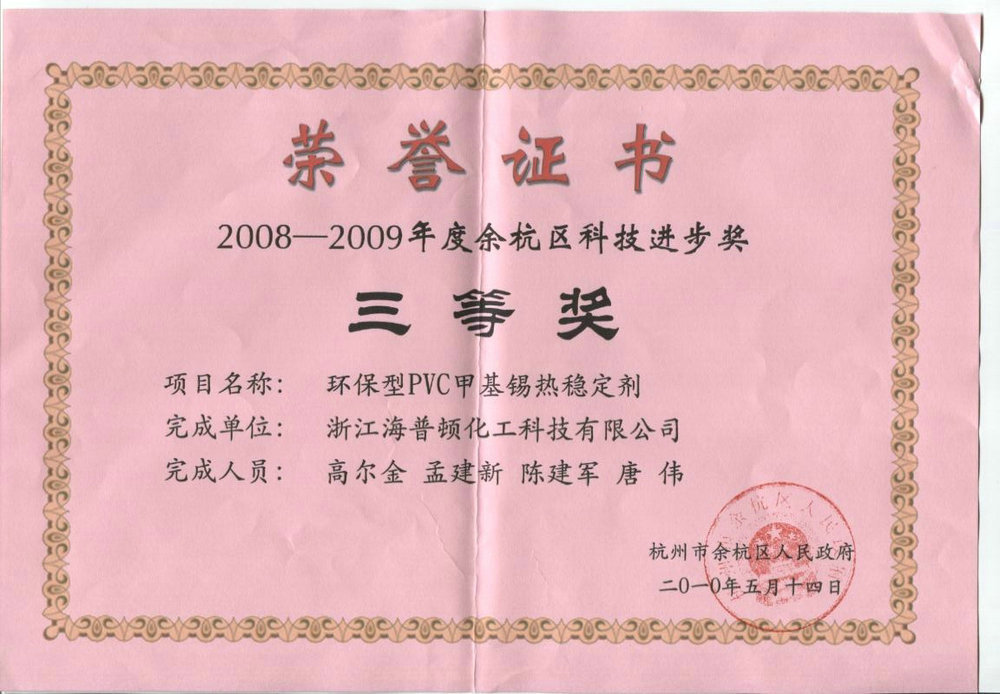 荣誉证书
2008—2009年度余杭区科技进步奖
三等奖
项目名称: 环保型PVC甲基锡热稳定剂
完成单位: 浙江海普顿化工科技有限公司
完成人员: 高尔金 孟建新 陈建军 唐 伟
杭州市余杭区人民政府
二〇一〇年五月十四日